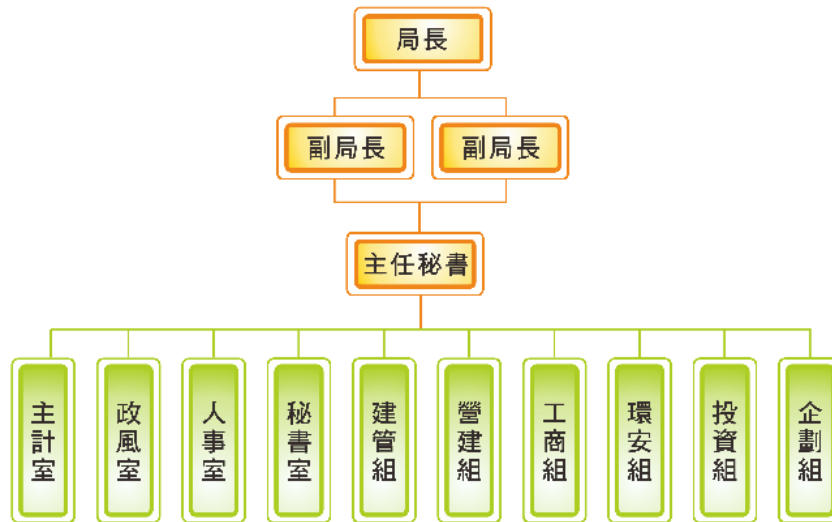 局長
副局長
副局長
主任秘書
主計室
政風室
人事室
秘書室
建管組
營建組
工商組
環安組
投資組
企劃組